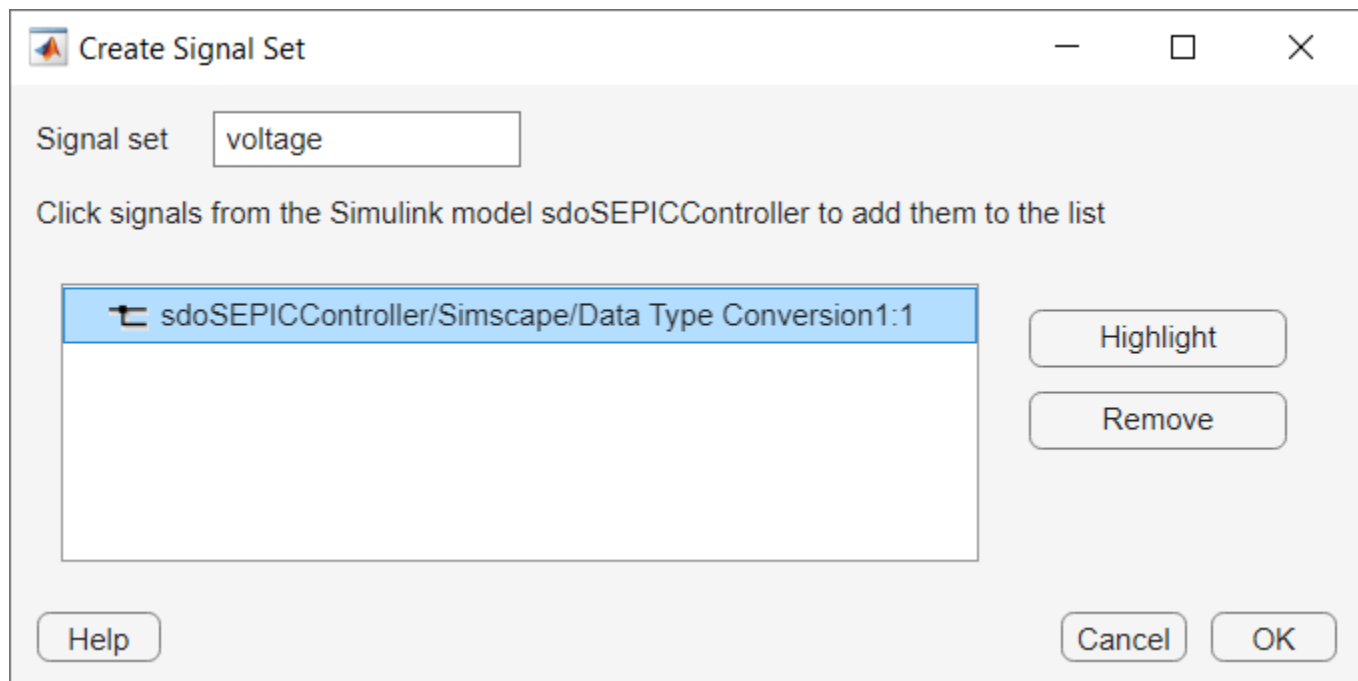 Create Signal Set
Signal set voltage
Click signals from the Simulink model sdoSEPICController to add them to the list
sdoSEPICController/Simscape/Data Type Conversion1:1
Highlight
Remove
Help Cancel OK